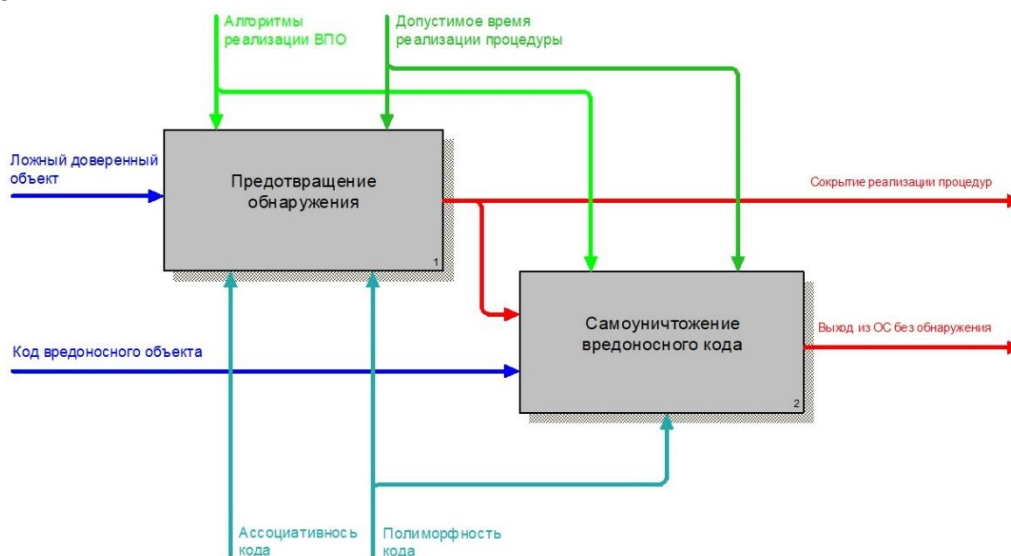 Алгоритмы
реализации ВПО
Допустимое время
реализации процедуры
Ложный доверенный
объект
Предотвращение
обнаружения
1
Сокрытие реализации процедур
Код вредоносного объекта
Самоуничтожение
вредоносного кода
2
Выход из ОС без обнаружения
Ассоциативнось
кода
Полиморфность
кода